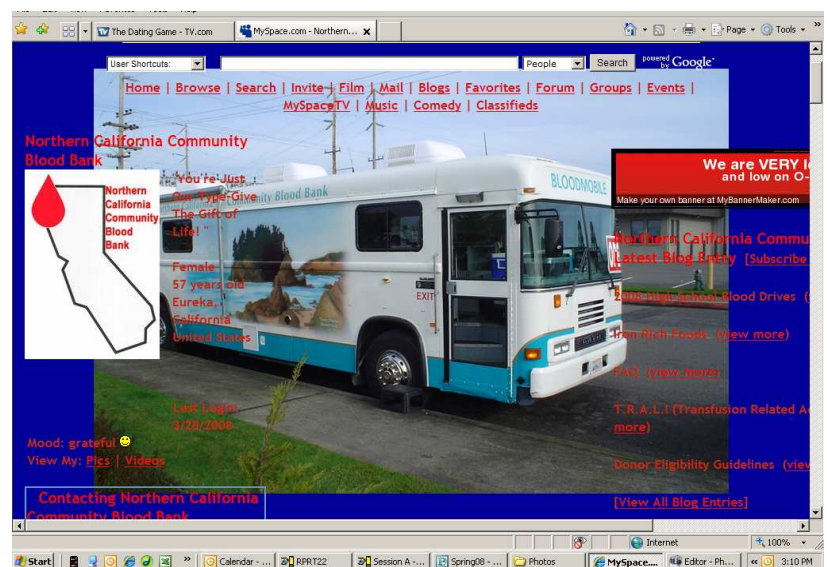 The Dating Game - TV.com
MySpace.com - Northern...
Page
Tools
User Shortcuts:
People
Search
powered by Google
Home | Browse | Search | Invite | Film | Mail | Blogs | Favorites | Forum | Groups | Events |
MySpaceTV | Music | Comedy | Classifieds
Northern California Community
Blood Bank
Northern
California
Community
Blood
Bank
"You're Just
Our Type-Give
The Gift of
Life! "
Female
57 years old
Eureka,
California
United States
Last Login:
3/28/2008
Mood: grateful
View My: Pics | Videos
Contacting Northern California
Community Blood Bank
Community Blood Bank
BLOODMOBILE
EXIT
We are VERY l
and low on O-
Make your own banner at MyBannerMaker.com
Northern California Commu
Latest Blog Entry [Subscribe
2008 High School Blood Drives
Iron Rich Foods (view more)
FAQ (view more)
T.R.A.L.I (Transfusion Related A
more)
Donor Eligibility Guidelines (view
[View All Blog Entries]
Internet
100%
Start
Calendar - ...
RPRT22
Session A -...
Spring08 - ...
Photos
MySpace....
Editor - Ph...
3:10 PM